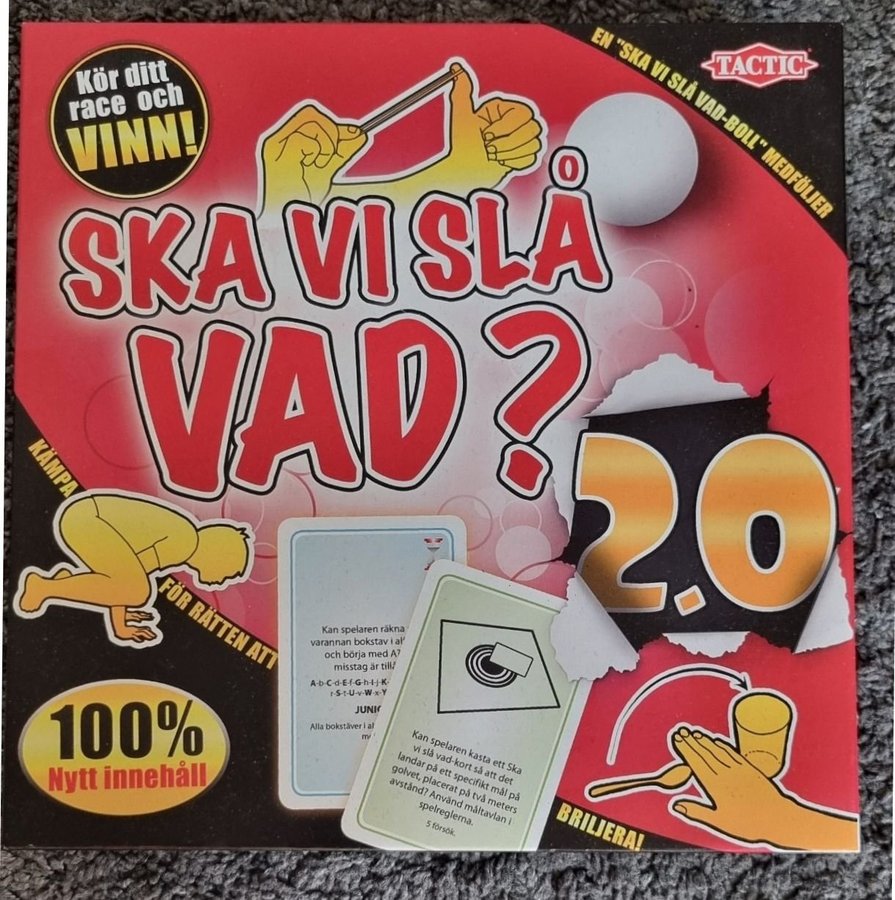 Kör ditt
race och
VINN!
EN "SKA VI SLÅ VAD-BOLL" MEDFÖLJER
TACTIC
SKA VI SLÅ
VAD?
2.0
KÄMPA
FÖR RÄTTEN ATT
BRILJERA!
100%
Nytt innehåll
Kan spelaren räkna
varannan bokstav i al
och börja med A?
misstag är till
A-b-C-d-E-f-G-h-I-j-K-
r-S-t-U-v-W-x-Y
JUNIO
Alla bokstäver i al
Kan spelaren kasta ett Ska
vi slå vad-kort så att det
landar på ett specifikt mål på
golvet, placerat på två meters
avstånd? Använd måltavlan i
spelreglerna.
5 försök.